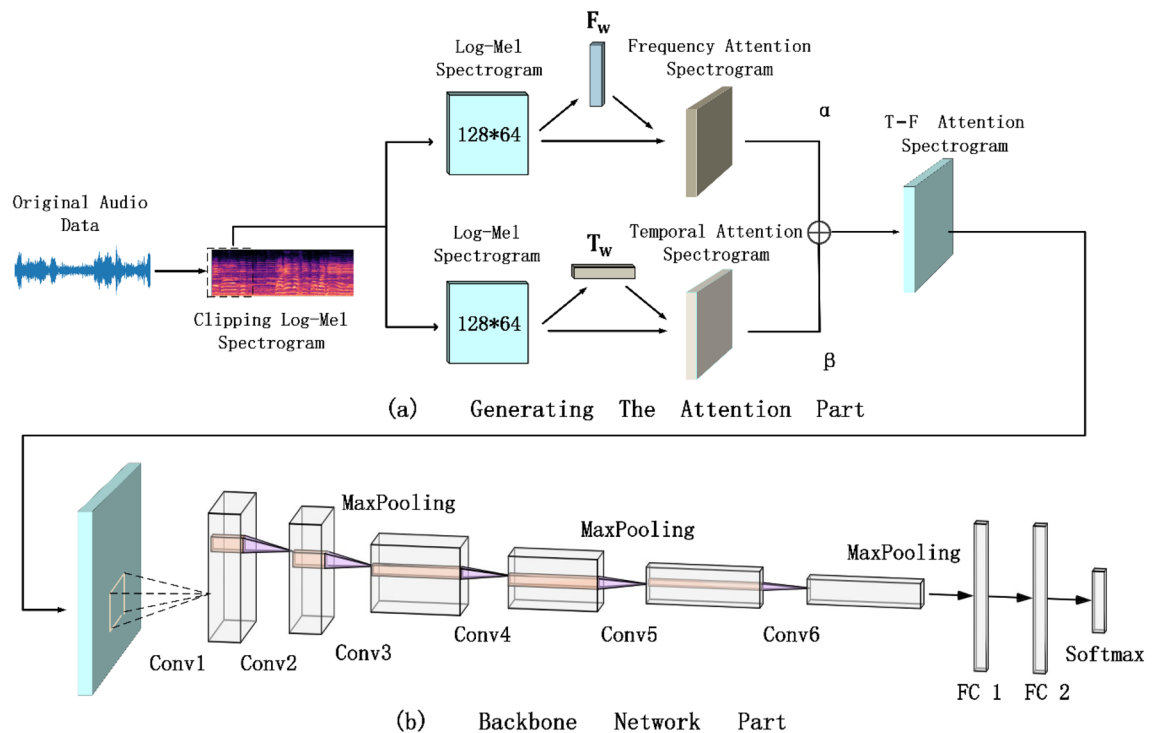 F_w
Log-Mel
Spectrogram
Frequency Attention
Spectrogram
128*64
α
T-F Attention
Spectrogram
Original Audio
Data
Clipping Log-Mel
Spectrogram
Log-Mel
Spectrogram
T_w
Temporal Attention
Spectrogram
128*64
β
(a) Generating The Attention Part
MaxPooling
MaxPooling
MaxPooling
Conv1
Conv2
Conv3
Conv4
Conv5
Conv6
FC 1
FC 2
Softmax
(b) Backbone Network Part